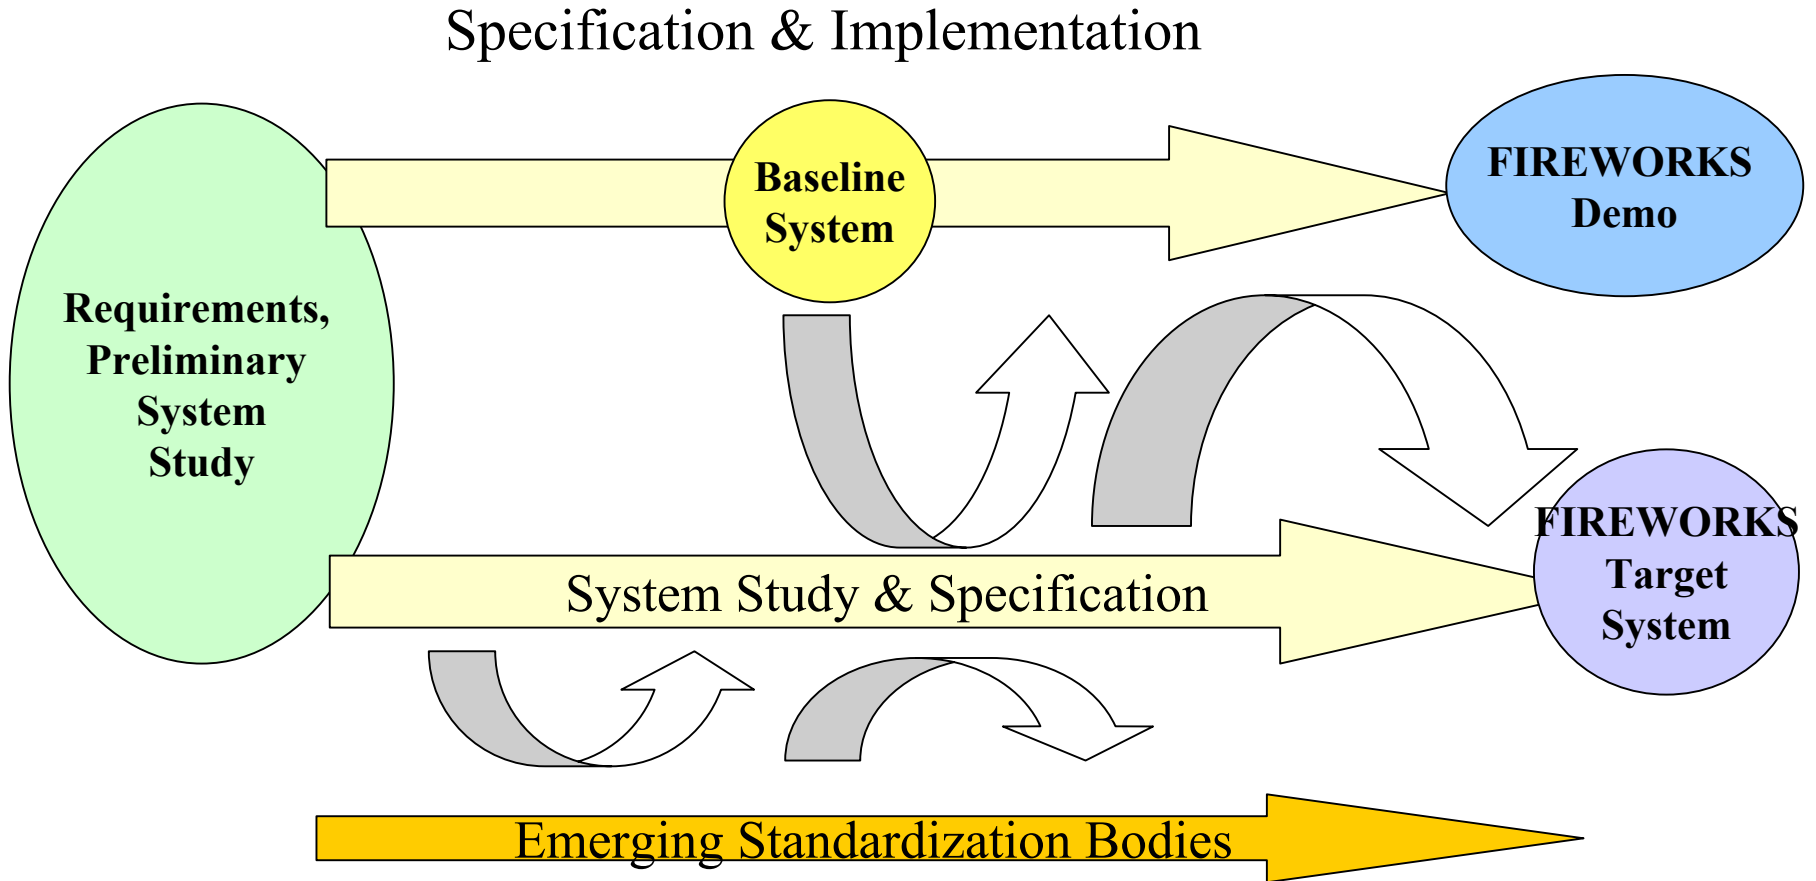 Specification & Implementation
Baseline
System
FIREWORKS
Demo
Requirements,
Preliminary
System
Study
FIREWORKS
Target
System
System Study & Specification
Emerging Standardization Bodies